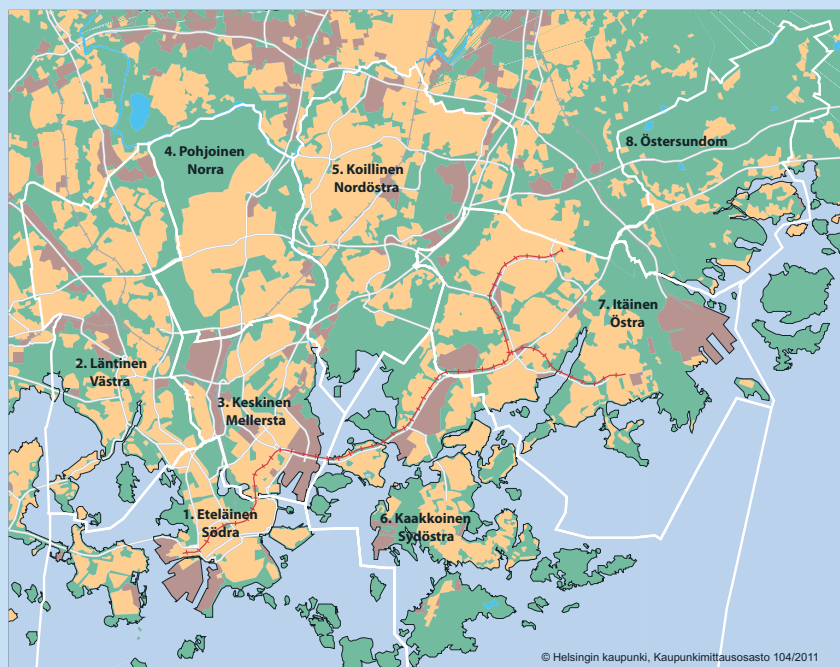 4. Pohjoinen
Norra
5. Koillinen
Nordöstra
8. Östersundom
7. Itäinen
Östra
2. Läntinen
Västra
3. Keskinen
Mellersta
1. Eteläinen
Södra
6. Kaakkoinen
Sydöstra
© Helsingin kaupunki, Kaupunkimittausosasto 104/2011